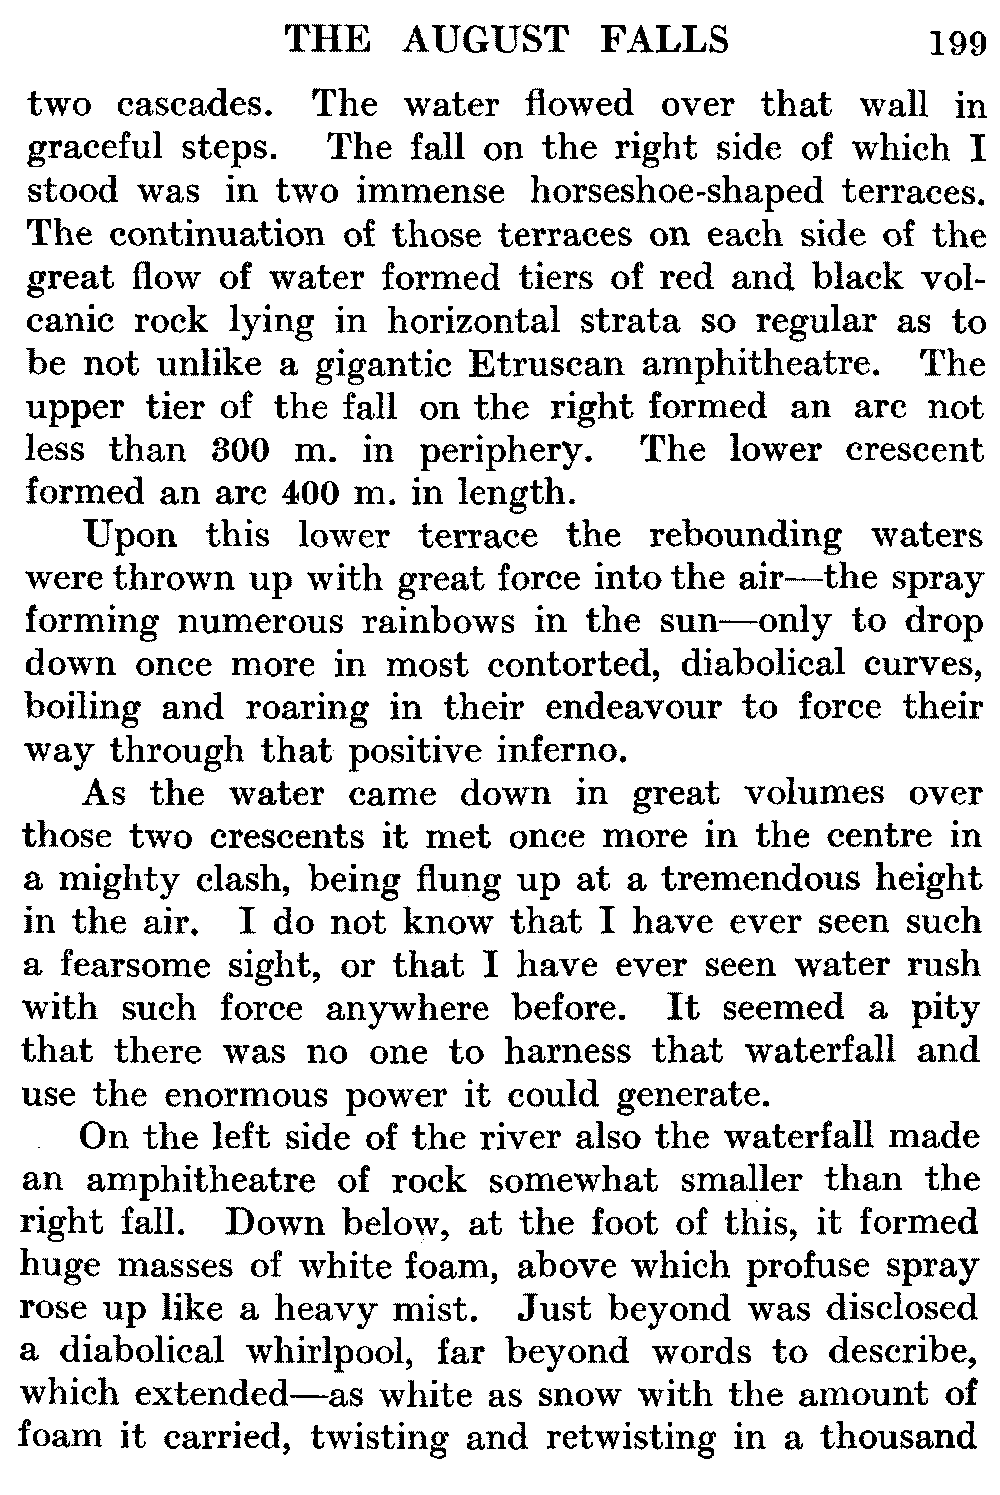 THE AUGUST FALLS 199
two cascades. The water flowed over that wall in
graceful steps. The fall on the right side of which I
stood was in two immense horseshoe-shaped terraces.
The continuation of those terraces on each side of the
great flow of water formed tiers of red and black vol-
canic rock lying in horizontal strata so regular as to
be not unlike a gigantic Etruscan amphitheatre. The
upper tier of the fall on the right formed an arc not
less than 300 m. in periphery. The lower crescent
formed an arc 400 m. in length.
Upon this lower terrace the rebounding waters
were thrown up with great force into the air—the spray
forming numerous rainbows in the sun—only to drop
down once more in most contorted, diabolical curves,
boiling and roaring in their endeavour to force their
way through that positive inferno.
As the water came down in great volumes over
those two crescents it met once more in the centre in
a mighty clash, being flung up at a tremendous height
in the air. I do not know that I have ever seen such
a fearsome sight, or that I have ever seen water rush
with such force anywhere before. It seemed a pity
that there was no one to harness that waterfall and
use the enormous power it could generate.
On the left side of the river also the waterfall made
an amphitheatre of rock somewhat smaller than the
right fall. Down below, at the foot of this, it formed
huge masses of white foam, above which profuse spray
rose up like a heavy mist. Just beyond was disclosed
a diabolical whirlpool, far beyond words to describe,
which extended—as white as snow with the amount of
foam it carried, twisting and retwisting in a thousand